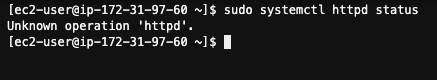 [ec2-user@ip-172-31-97-60 ~]$ sudo systemctl httpd status
Unknown operation 'httpd'.
[ec2-user@ip-172-31-97-60 ~]$